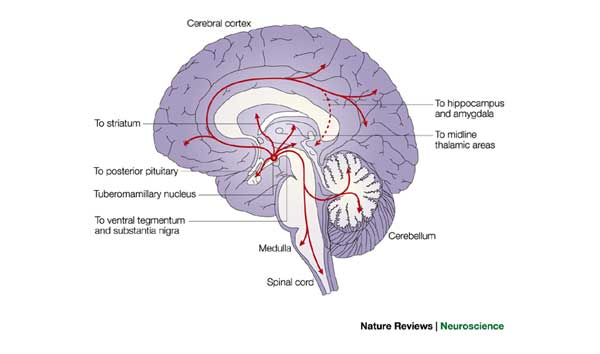 Cerebral cortex
To striatum
To posterior pituitary
Tuberomamillary nucleus
To ventral tegmentum
and substantia nigra
Medulla
Spinal cord
To hippocampus
and amygdala
To midline
thalamic areas
Cerebellum
Nature Reviews | Neuroscience